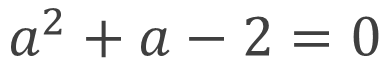 a² + a − 2 = 0